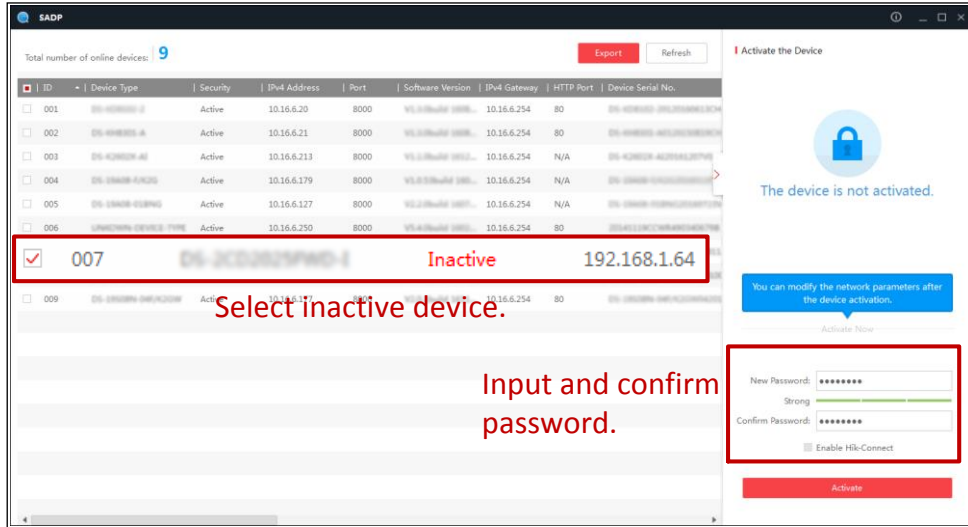 SADP
Total number of online devices: 9
Export
Refresh
ID Device Type Security IPv4 Address Port Software Version IPv4 Gateway HTTP Port Device Serial No.
001 Active 10.16.6.20 8000 10.16.6.254 80
002 Active 10.16.6.21 8000 10.16.6.254 80
003 Active 10.16.6.213 8000 10.16.6.254 N/A
004 Active 10.16.6.179 8000 10.16.6.254 N/A
005 Active 10.16.6.127 8000 10.16.6.254 N/A
006 Active 10.16.6.250 8000 10.16.6.254 80
007 Inactive 192.168.1.64
009 10.16.6.254 80
Select inactive device.
Input and confirm
password.
Activate the Device
The device is not activated.
You can modify the network parameters after
the device activation.
Activate Now
New Password: ••••••••
Strong
Confirm Password: ••••••••
Enable Hik-Connect
Activate